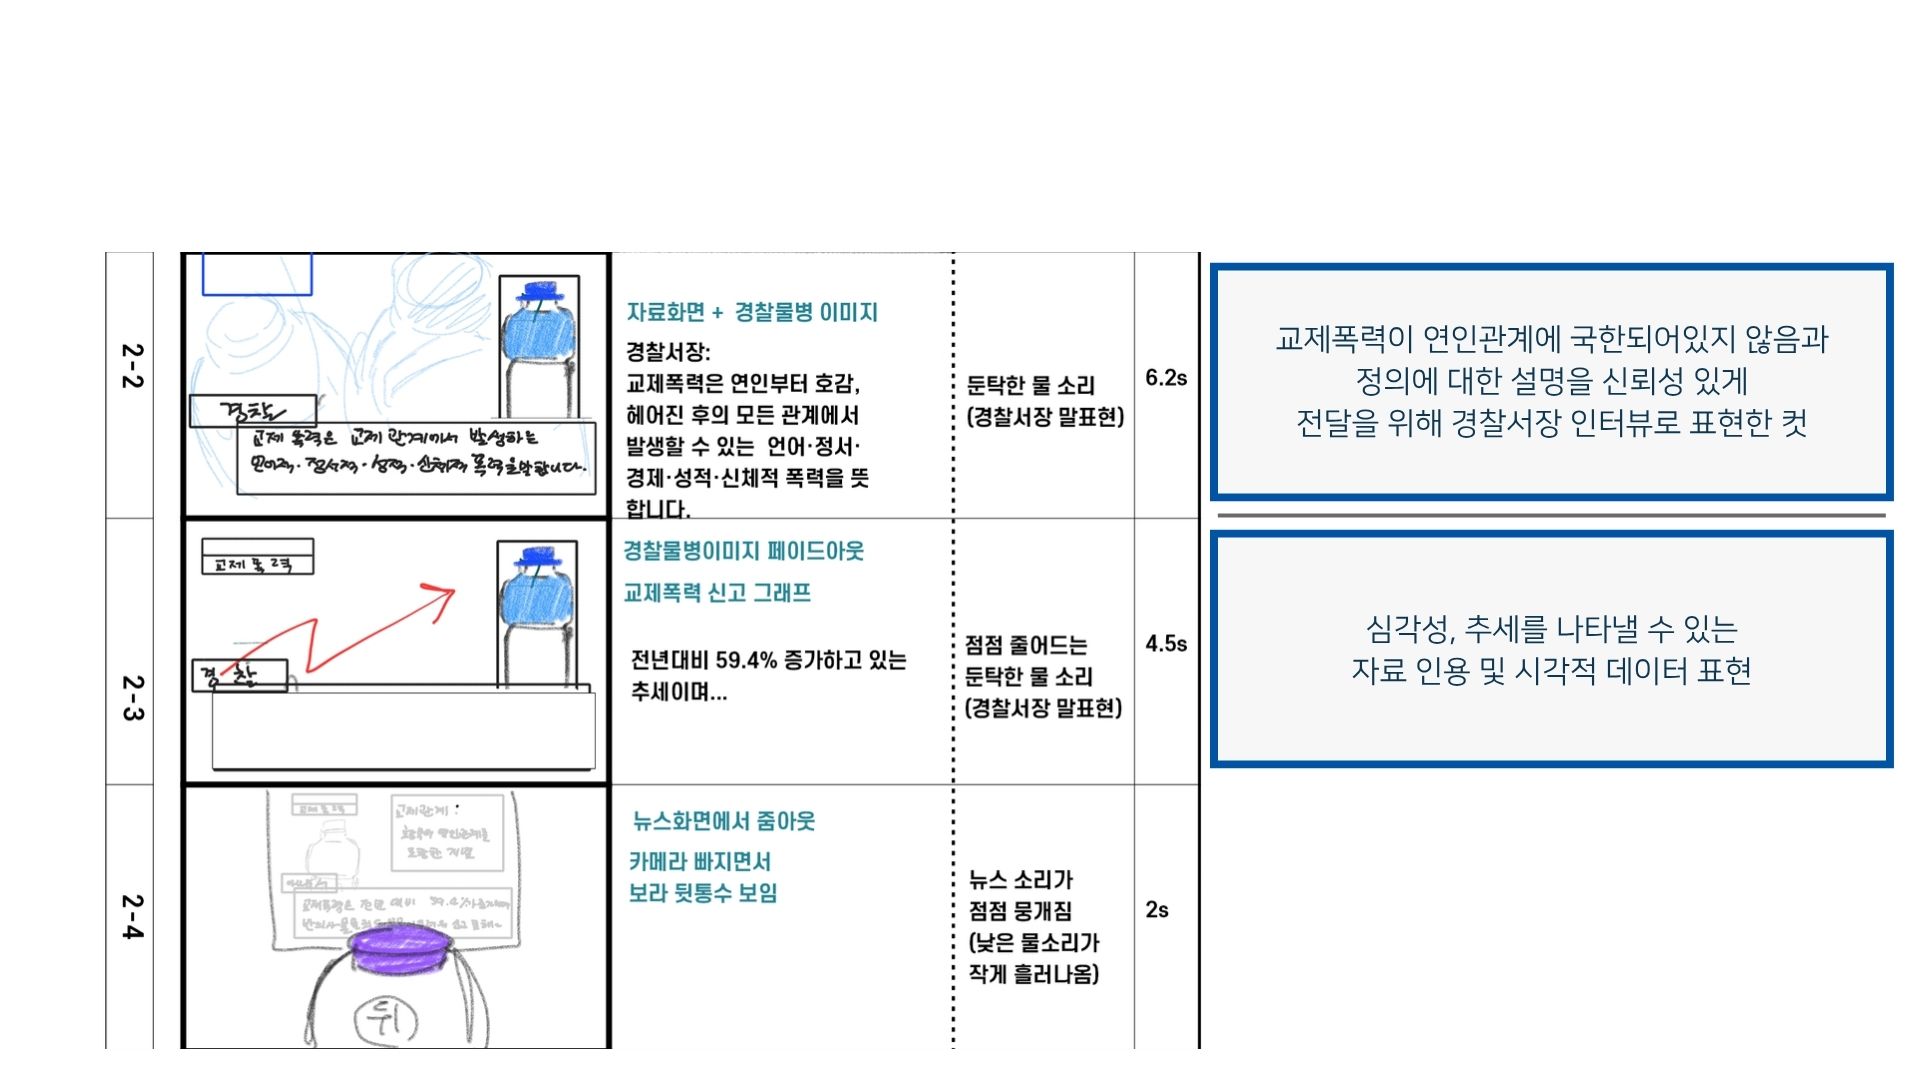 2-2
경찰
교제 폭력은 교제 관계에서 발생하는
언어적·정서적·성적·신체적 폭력을말합니다.
자료화면 + 경찰물병 이미지
경찰서장:
교제폭력은 연인부터 호감,
헤어진 후의 모든 관계에서
발생할 수 있는 언어·정서·
경제·성적·신체적 폭력을 뜻
합니다.
둔탁한 물 소리
(경찰서장 말표현)
6.2s
교제폭력이 연인관계에 국한되어있지 않음과
정의에 대한 설명을 신뢰성 있게
전달을 위해 경찰서장 인터뷰로 표현한 컷
2-3
교제 폭력
경찰
경찰물병이미지 페이드아웃
교제폭력 신고 그래프
전년대비 59.4% 증가하고 있는
추세이며...
점점 줄어드는
둔탁한 물 소리
(경찰서장 말표현)
4.5s
심각성, 추세를 나타낼 수 있는
자료 인용 및 시각적 데이터 표현
2-4
교제 폭력
교제관계:
연인관계를
포함한 개념
교제폭력은 전년 대비 59.4%
뒤
뉴스화면에서 줌아웃
카메라 빠지면서
보라 뒷통수 보임
뉴스 소리가
점점 뭉개짐
(낮은 물소리가
작게 흘러나옴)
2s